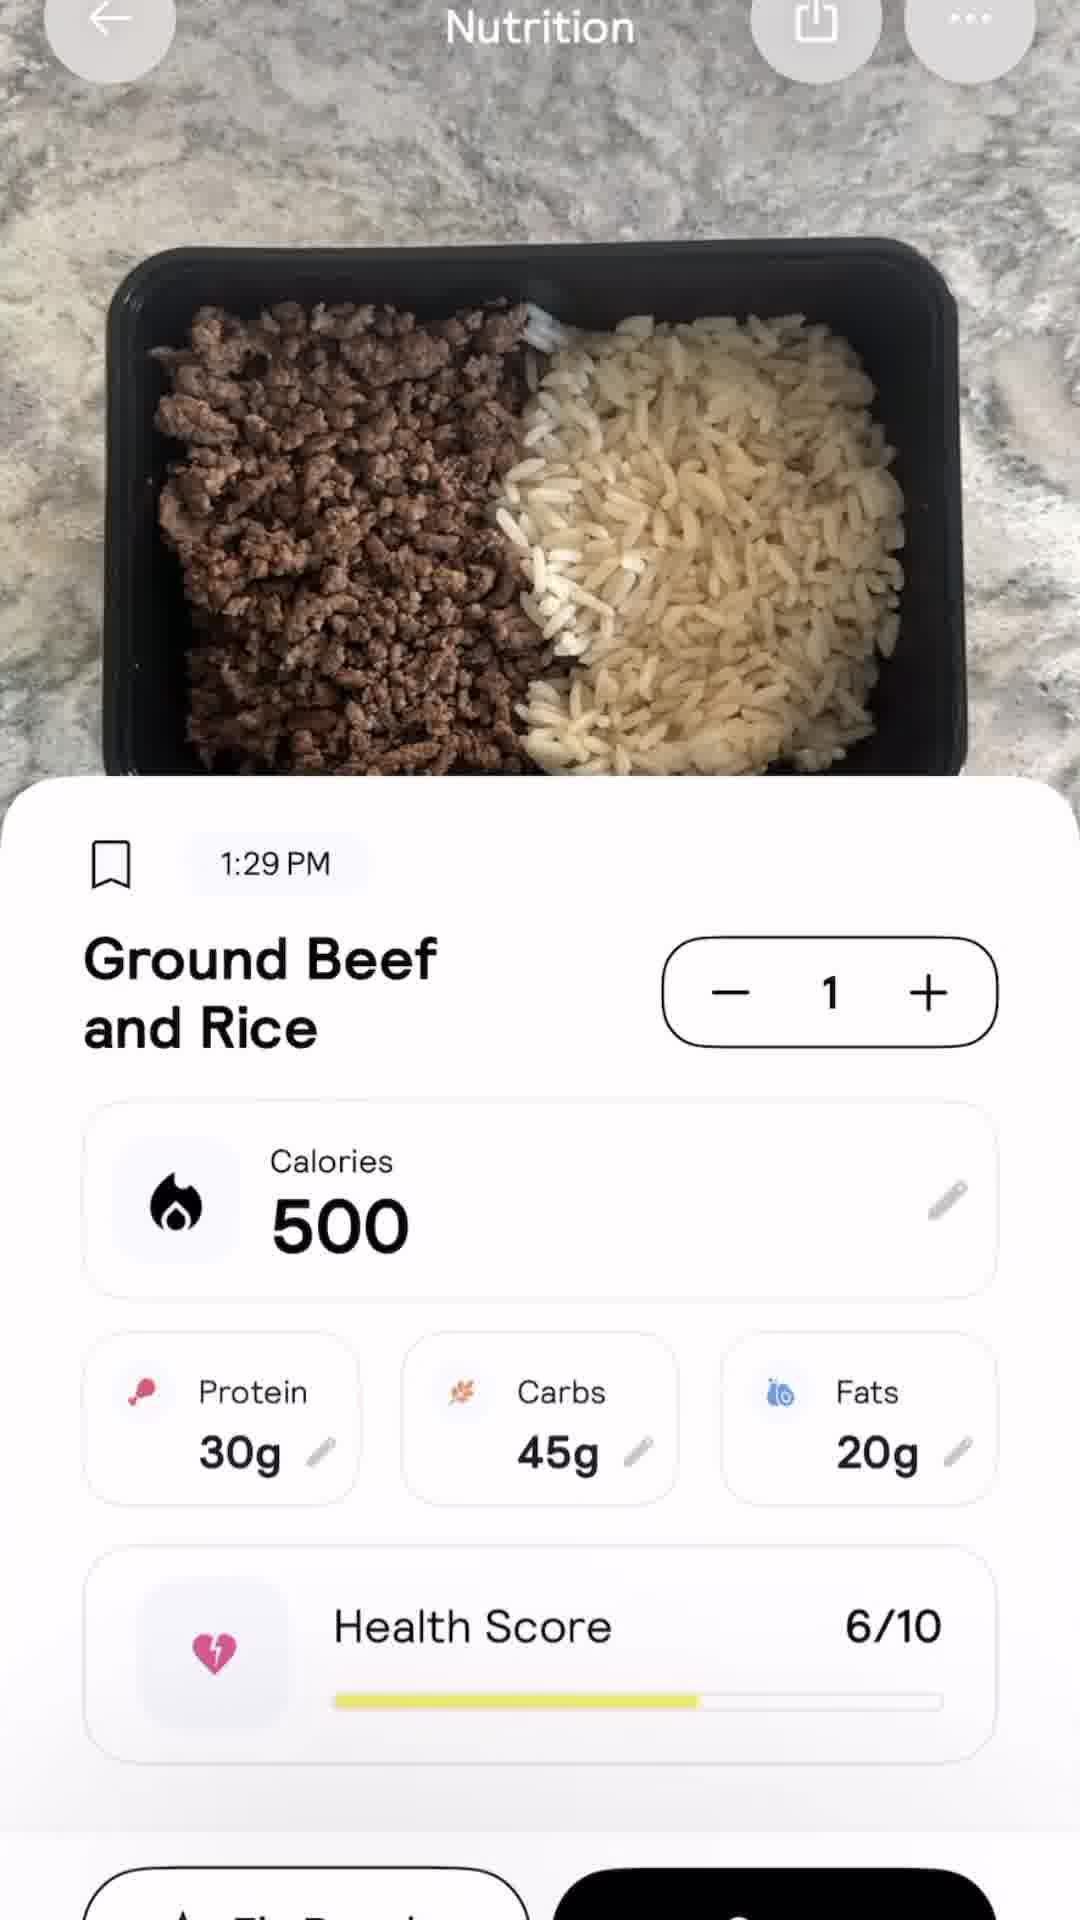 Nutrition
1:29 PM
Ground Beef
and Rice
1
Calories
500
Protein
30g
Carbs
45g
Fats
20g
Health Score
6/10